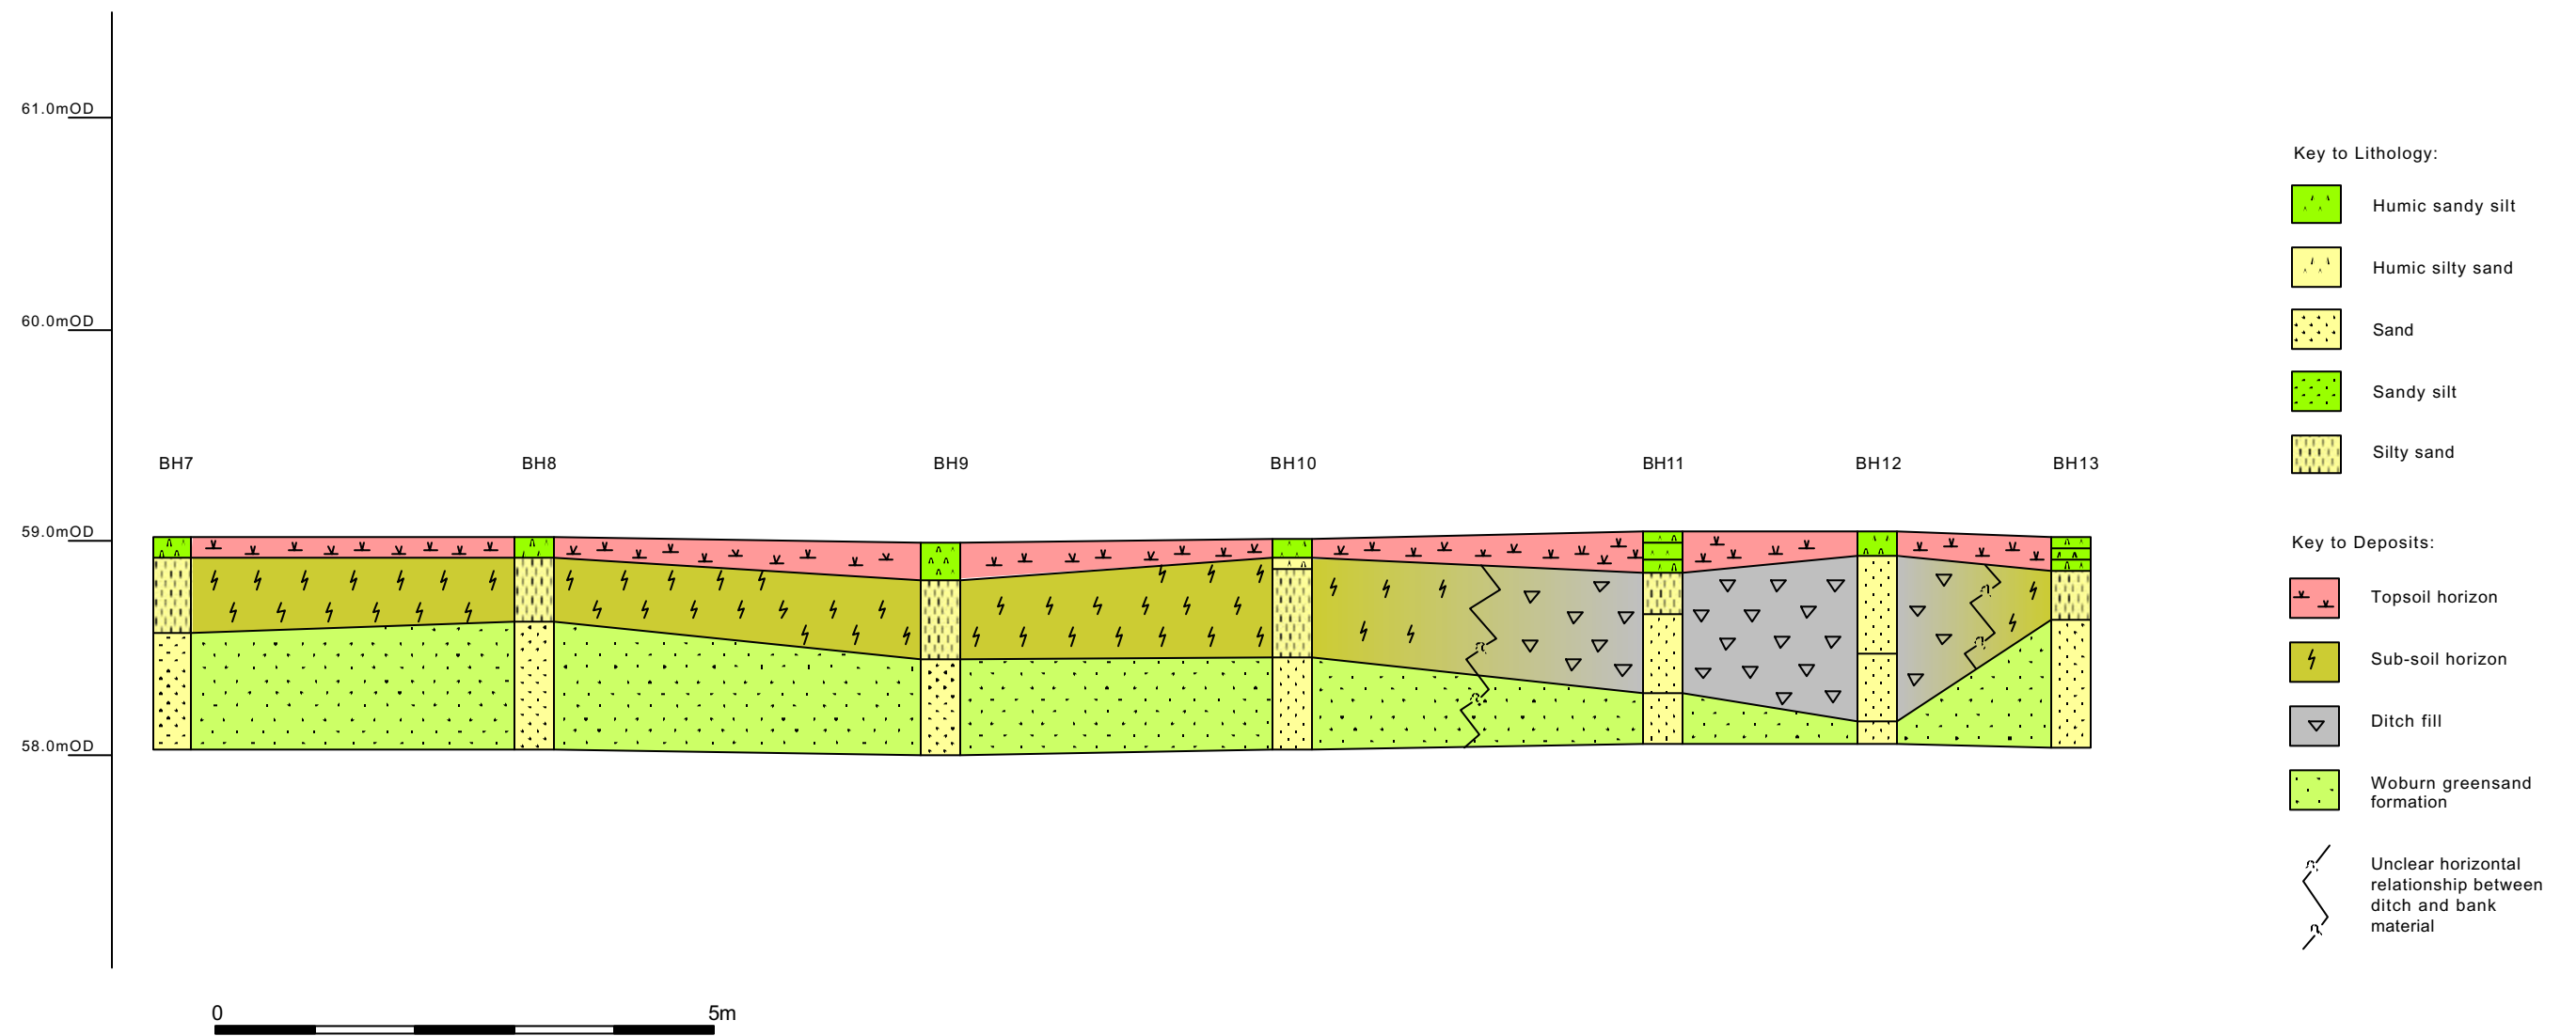 61.0mOD
60.0mOD
59.0mOD
58.0mOD
BH7 BH8 BH9 BH10 BH11 BH12 BH13
0 5m
Key to Lithology:
Humic sandy silt
Humic silty sand
Sand
Sandy silt
Silty sand
Key to Deposits:
Topsoil horizon
Sub-soil horizon
Ditch fill
Woburn greensand
formation
Unclear horizontal
relationship between
ditch and bank
material